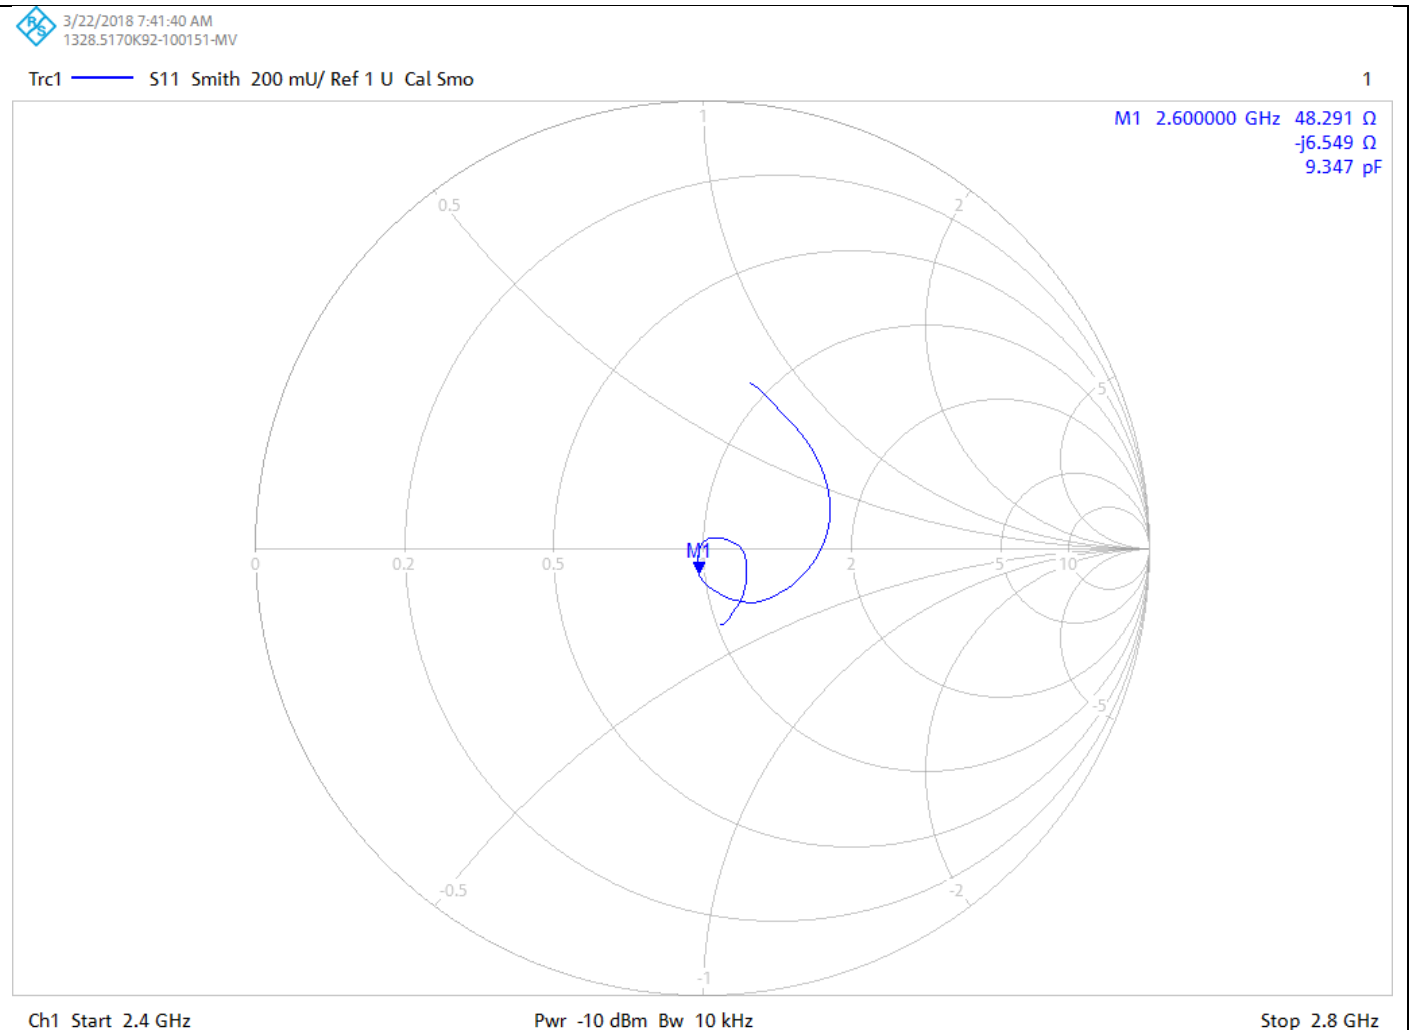 R&S
3/22/2018 7:41:40 AM
1328.5170K92-100151-MV
Trc1 S11 Smith 200 mU/ Ref 1 U Cal Smo 1
M1 2.600000 GHz 48.291 Ω
-j6.549 Ω
9.347 pF
1
0.5 2
5
M1
0 0.2 0.5 2 5 10
-5
-0.5 -2
-1
Ch1 Start 2.4 GHz Pwr -10 dBm Bw 10 kHz Stop 2.8 GHz